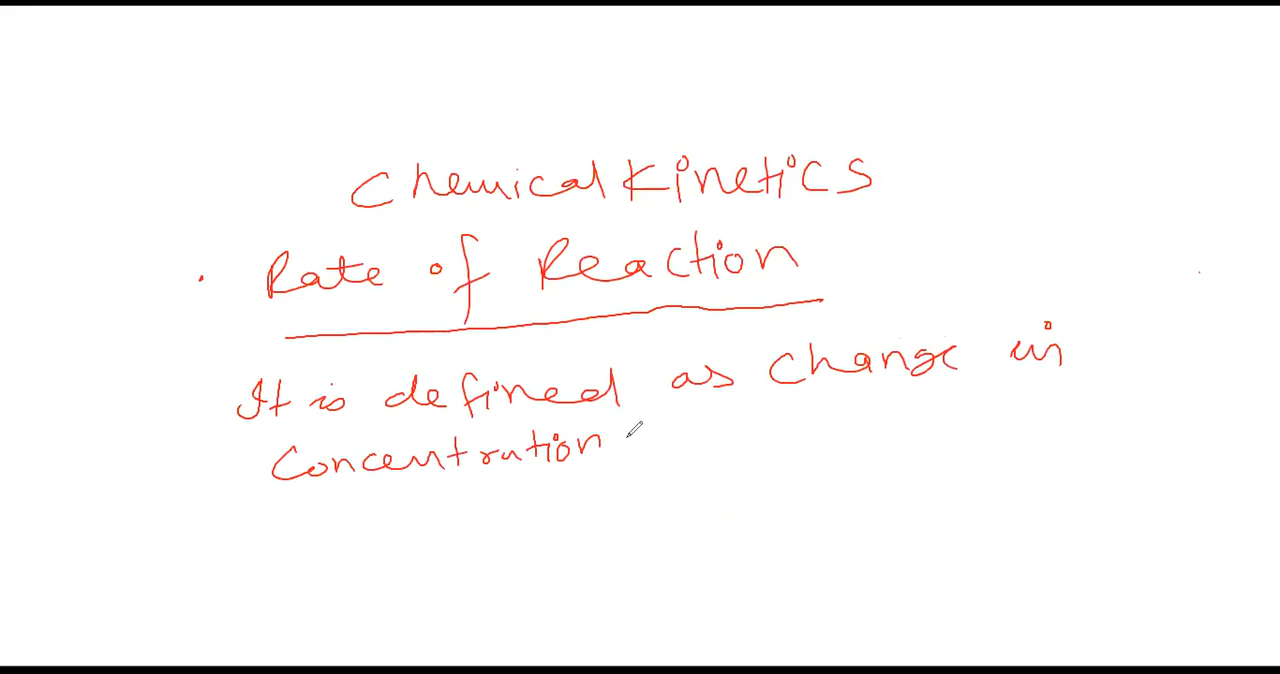 Chemical Kinetics
Rate of Reaction
It is defined as change in
Concentration